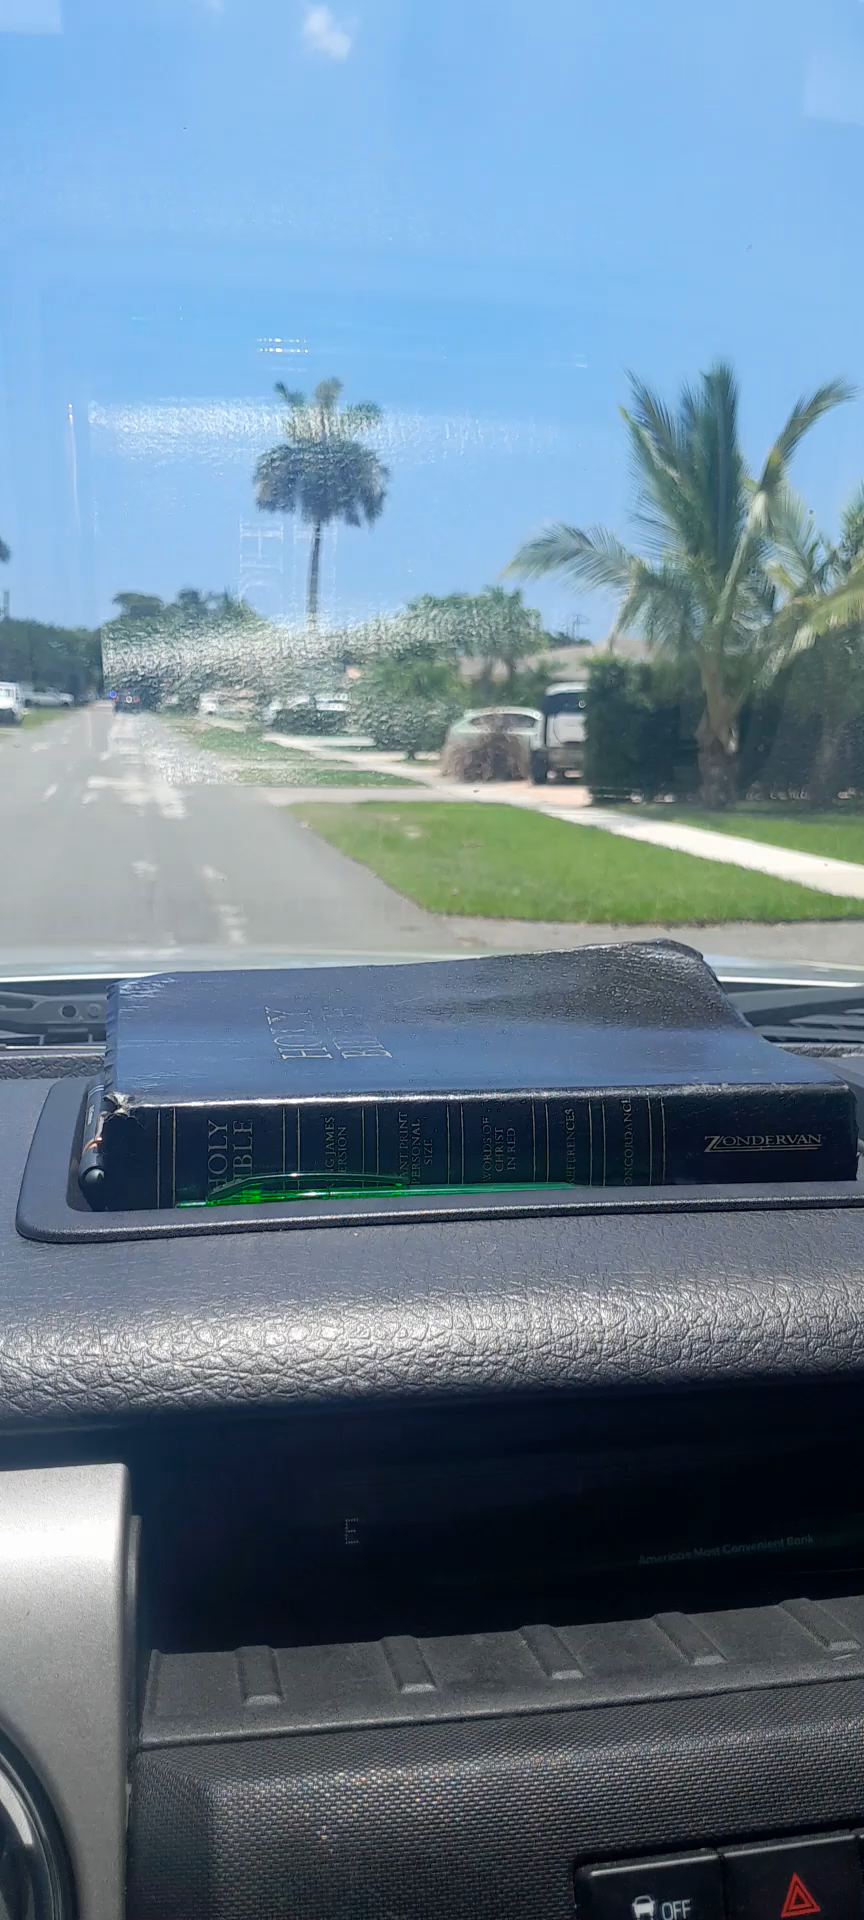 HOLY
BIBLE
HOLY
BIBLE
KING JAMES
VERSION
GIANT PRINT
PERSONAL
SIZE
WORDS OF
CHRIST
IN RED
REFERENCES
CONCORDANCE
ZONDERVAN
America's Most Convenient Bank
OFF